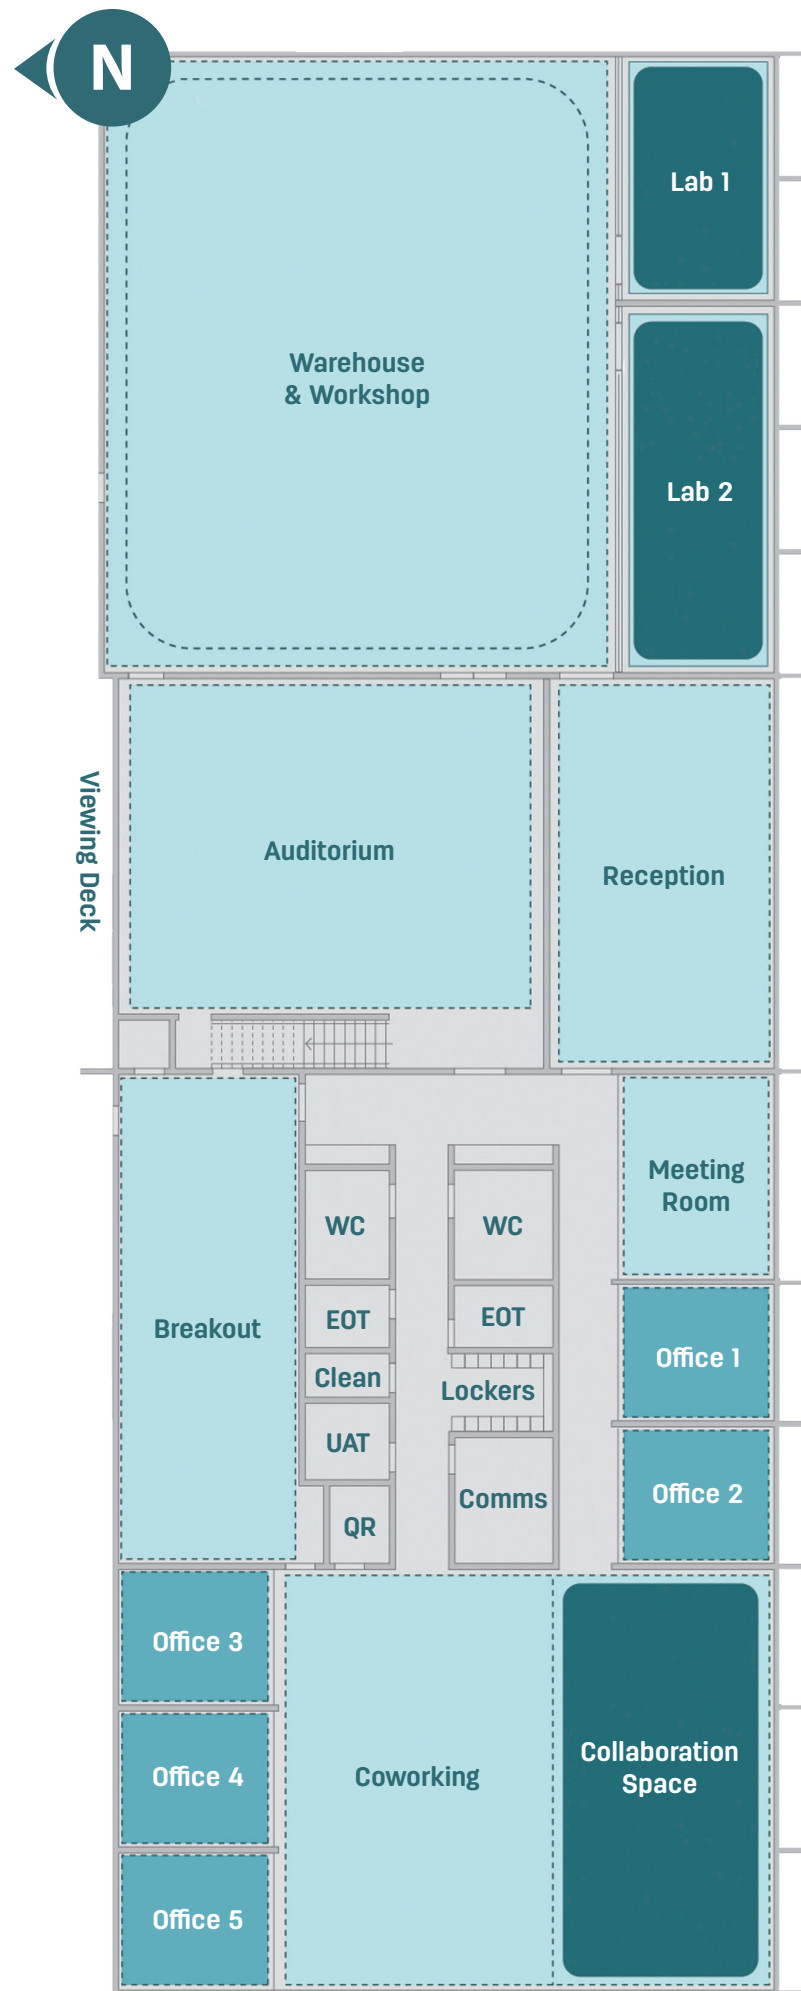 N
Lab 1
Warehouse
& Workshop
Lab 2
Viewing Deck
Auditorium
Reception
Meeting
Room
WC
WC
EOT
EOT
Breakout
Office 1
Clean
Lockers
UAT
Office 2
Comms
QR
Office 3
Collaboration
Space
Office 4
Coworking
Office 5